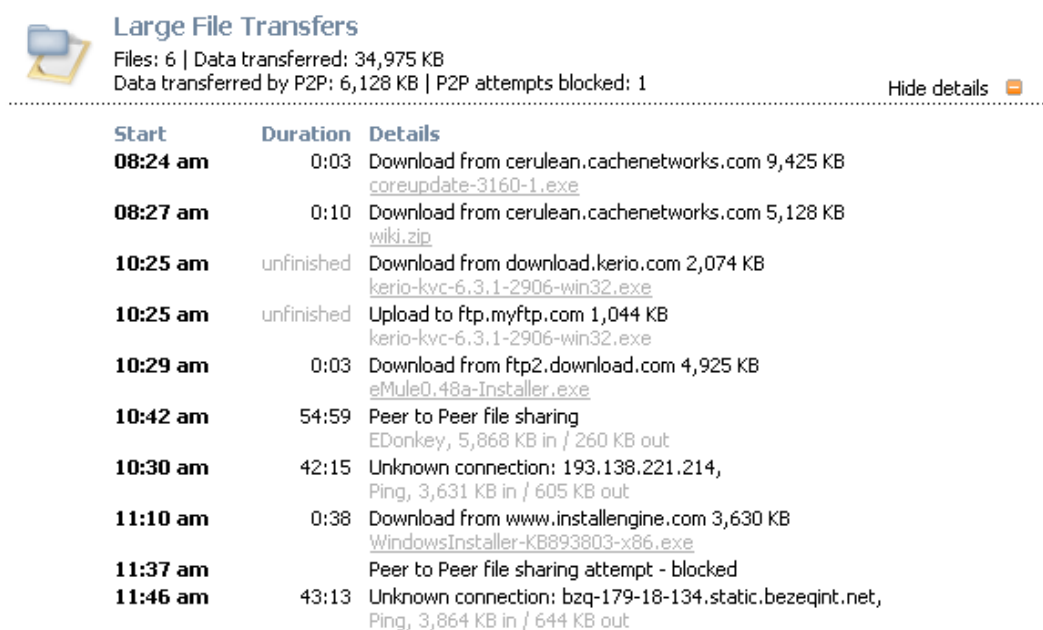 Large File Transfers
Files: 6 | Data transferred: 34,975 KB
Data transferred by P2P: 6,128 KB | P2P attempts blocked: 1
Hide details
Start Duration Details
08:24 am 0:03 Download from cerulean.cachenetworks.com 9,425 KB
coreupdate-3160-1.exe
08:27 am 0:10 Download from cerulean.cachenetworks.com 5,128 KB
wiki.zip
10:25 am unfinished Download from download.kerio.com 2,074 KB
kerio-kvc-6.3.1-2906-win32.exe
10:25 am unfinished Upload to ftp.myftp.com 1,044 KB
kerio-kvc-6.3.1-2906-win32.exe
10:29 am 0:03 Download from ftp2.download.com 4,925 KB
eMule0.48a-Installer.exe
10:42 am 54:59 Peer to Peer file sharing
EDonkey, 5,868 KB in / 260 KB out
10:30 am 42:15 Unknown connection: 193.138.221.214,
Ping, 3,631 KB in / 605 KB out
11:10 am 0:38 Download from www.installengine.com 3,630 KB
WindowsInstaller-KB893803-x86.exe
11:37 am Peer to Peer file sharing attempt - blocked
11:46 am 43:13 Unknown connection: bzq-179-18-134.static.bezeqint.net,
Ping, 3,864 KB in / 644 KB out